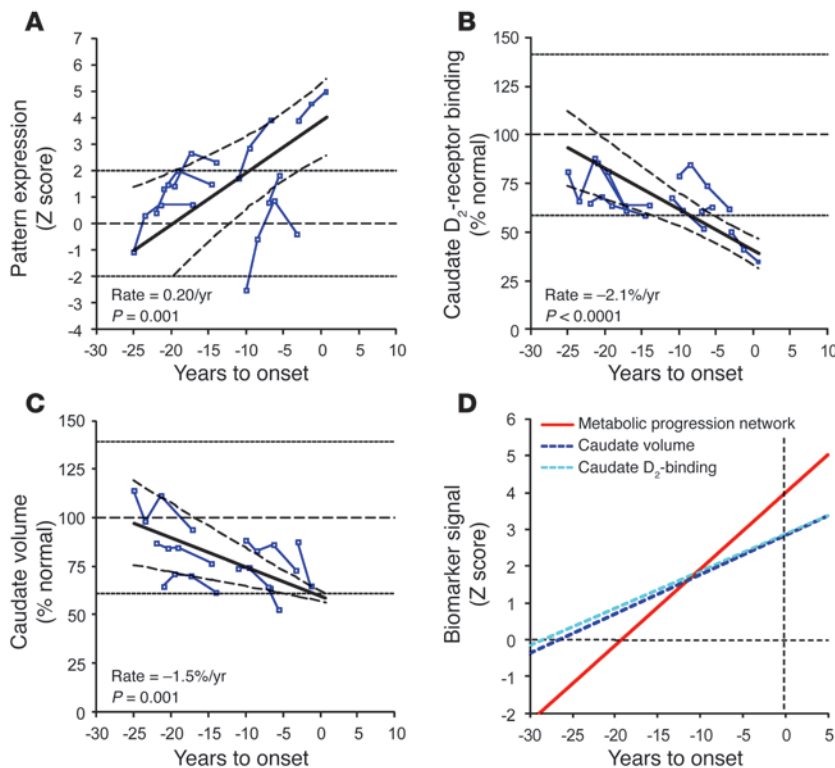 A
7
6
5
4
3
2
1
0
-1
-2
-3
-4
Pattern expression
(Z score)
Rate = 0.20/yr
P = 0.001
-30 -25 -20 -15 -10 -5 0 5 10
Years to onset
B
150
125
100
75
50
25
0
Caudate D₂-receptor binding
(% normal)
Rate = –2.1%/yr
P < 0.0001
-30 -25 -20 -15 -10 -5 0 5 10
Years to onset
C
150
125
100
75
50
25
0
Caudate volume
(% normal)
Rate = –1.5%/yr
P = 0.001
-30 -25 -20 -15 -10 -5 0 5 10
Years to onset
D
6
5
4
3
2
1
0
-1
-2
Biomarker signal
(Z score)
Metabolic progression network
Caudate volume
Caudate D₂-binding
-30 -25 -20 -15 -10 -5 0 5
Years to onset